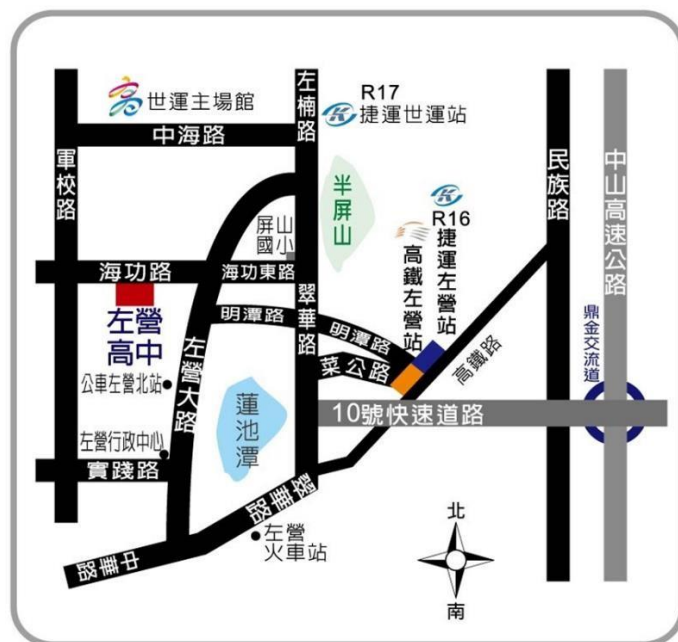 世運主場館
中海路
軍校路
左楠路
R17
捷運世運站
半屏山
R16
捷運左營站
高鐵左營站
民族路
中山高速公路
屏山
國小
海功路
海功東路
左營
高中
明潭路
明潭路
翠華路
菜公路
高鐵路
鼎金交流道
公車左營北站
左營大路
蓮池潭
10號快速道路
左營行政中心
實踐路
翠華路
左營
火車站
中華路
北
南